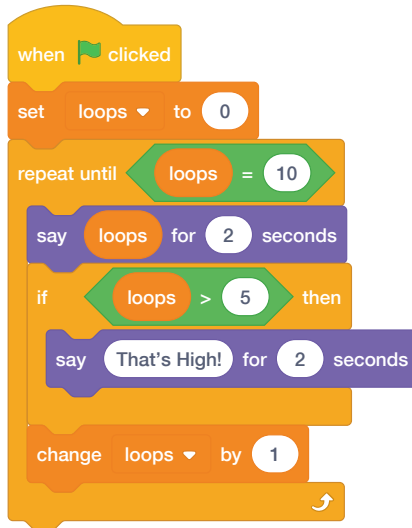 when clicked
set loops to 0
repeat until loops = 10
say loops for 2 seconds
if loops > 5 then
say That's High! for 2 seconds
change loops by 1